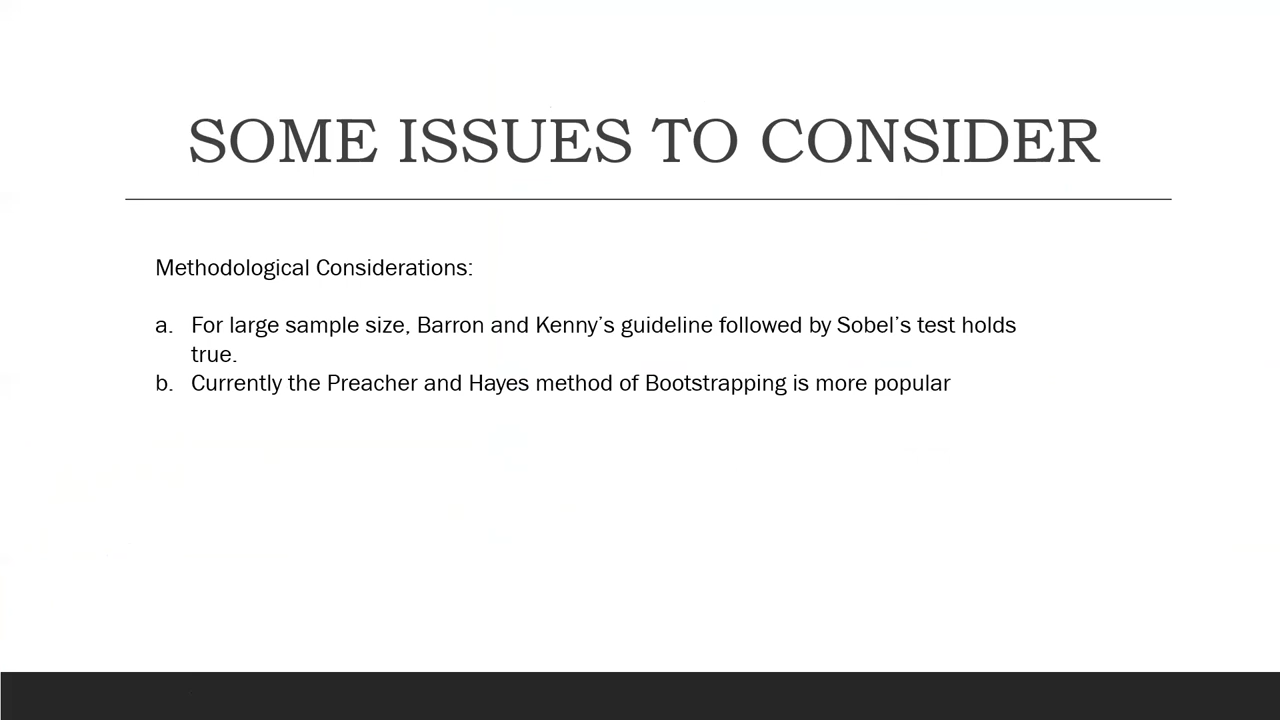 SOME ISSUES TO CONSIDER
Methodological Considerations:
a. For large sample size, Barron and Kenny’s guideline followed by Sobel’s test holds
true.
b. Currently the Preacher and Hayes method of Bootstrapping is more popular